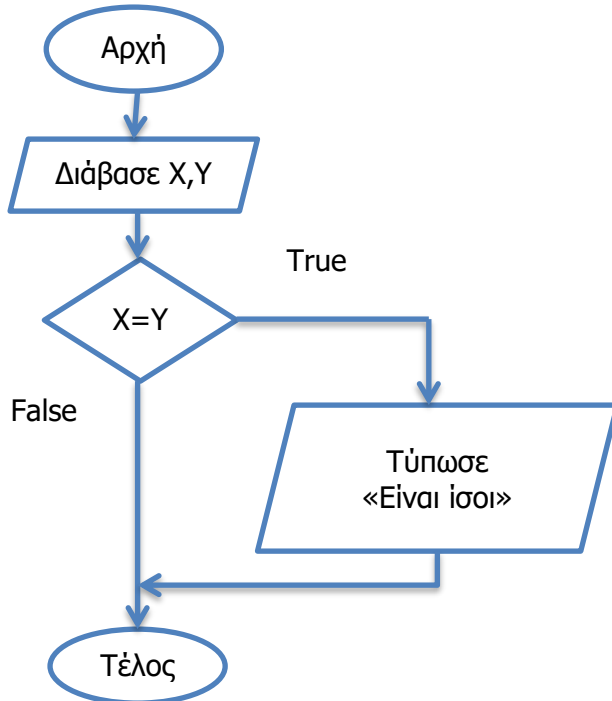 Αρχή
Διάβασε Χ,Υ
True
Χ=Υ
False
Τύπωσε
«Είναι ίσοι»
Τέλος